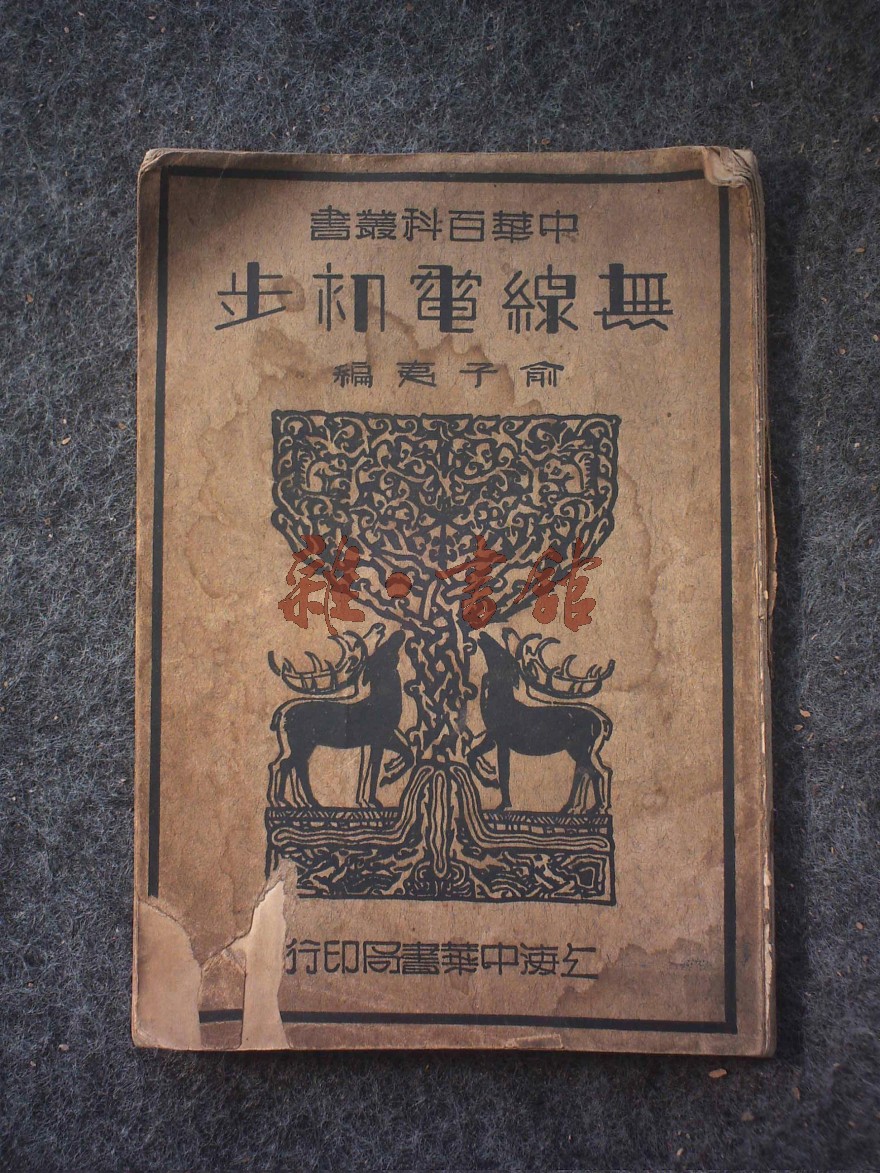 中華百科叢書
無線電初步
俞子夷編
雜·書館
上海中華書局印行